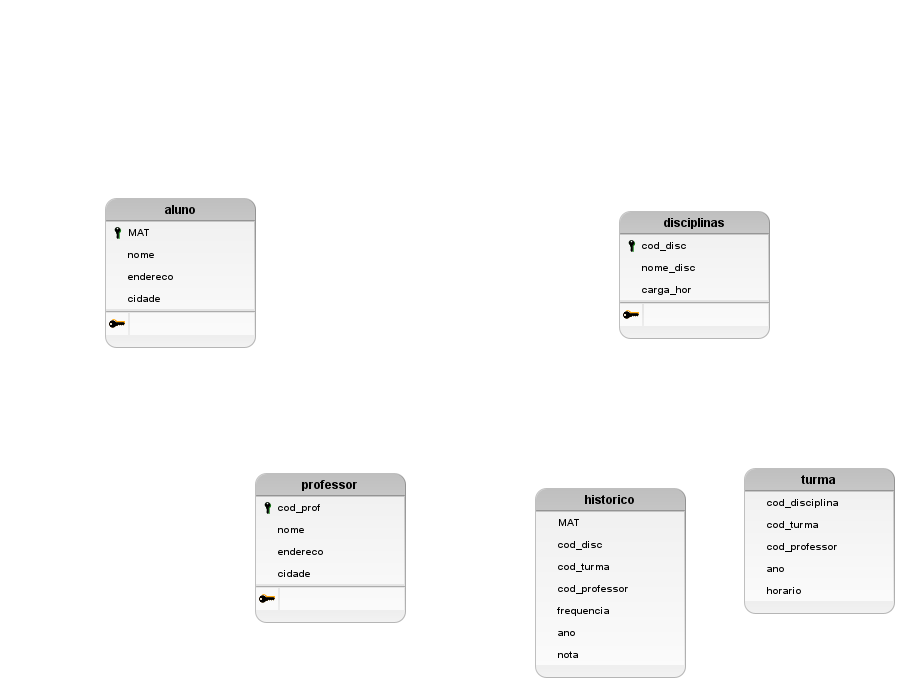 aluno
MAT
nome
endereco
cidade
disciplinas
cod_disc
nome_disc
carga_hor
professor
cod_prof
nome
endereco
cidade
historico
MAT
cod_disc
cod_turma
cod_professor
frequencia
ano
nota
turma
cod_disciplina
cod_turma
cod_professor
ano
horario